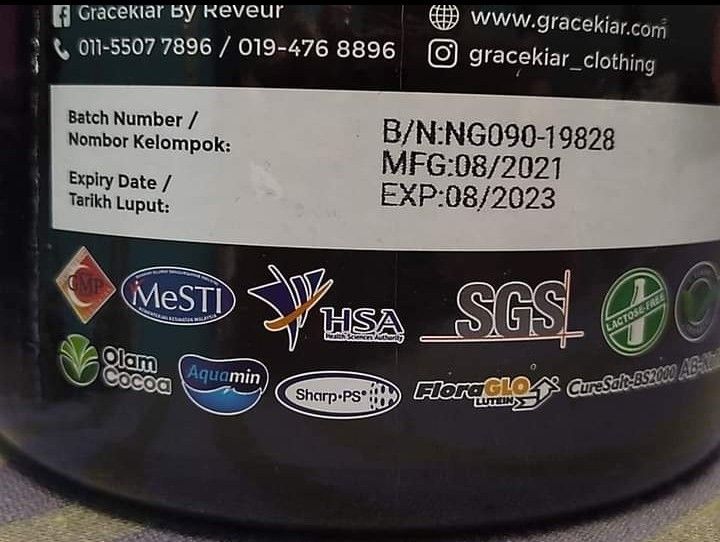 Gracekiar By Reveur
www.gracekiar.com
011-5507 7896 / 019-476 8896
gracekiar_clothing
Batch Number /
Nombor Kelompok:
B/N:NG090-19828
MFG:08/2021
Expiry Date /
Tarikh Luput:
EXP:08/2023
GMP
MeSTI
HSA
Health Sciences Authority
SGS
LACTOSE-FREE
Olam
Cocoa
Aquamin
Sharp•PS®
FloraGLO
LUTEIN
CureSalt-BS2000